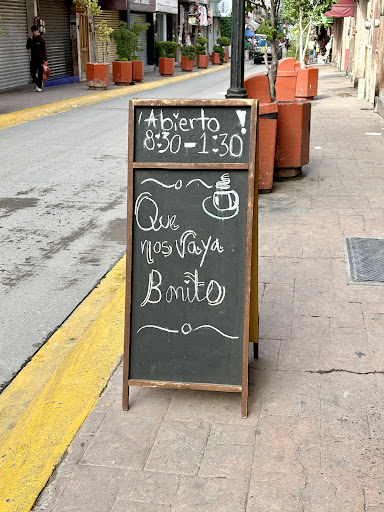 ¡Abierto!
8:30-1:30
Que
nos vaya
Bonito